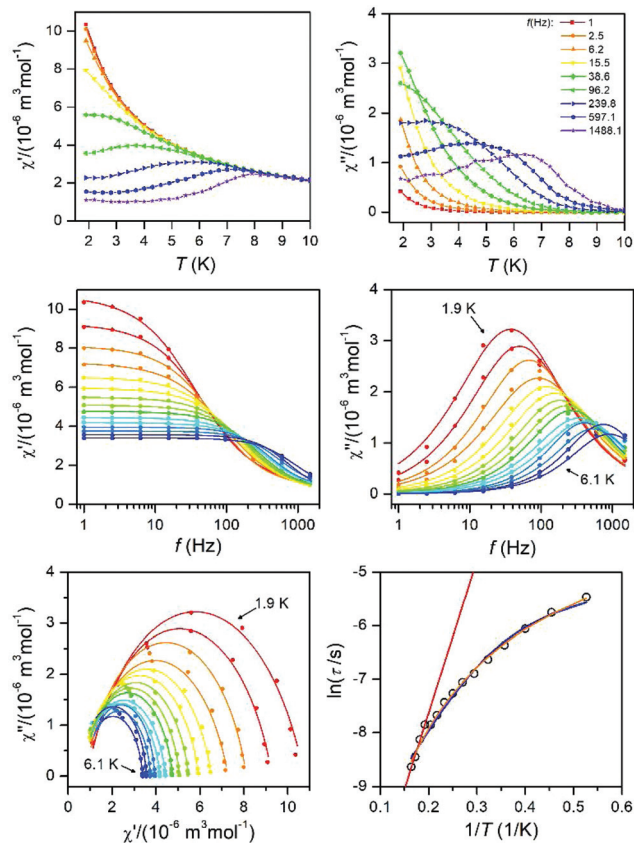 χ'/(10⁻⁶ m³mol⁻¹)
10
8
6
4
2
0
2 3 4 5 6 7 8 9 10
T (K)
χ''/(10⁻⁶ m³mol⁻¹)
4
3
2
1
0
2 3 4 5 6 7 8 9 10
T (K)
f(Hz): 1
2.5
6.2
15.5
38.6
96.2
239.8
597.1
1488.1
χ'/(10⁻⁶ m³mol⁻¹)
10
8
6
4
2
0
1 10 100 1000
f (Hz)
χ''/(10⁻⁶ m³mol⁻¹)
4
3
2
1
0
1.9 K
6.1 K
1 10 100 1000
f (Hz)
χ''/(10⁻⁶ m³mol⁻¹)
4
3
2
1
0
1.9 K
6.1 K
0 2 4 6 8 10
χ'/(10⁻⁶ m³mol⁻¹)
ln(τ/s)
-5
-6
-7
-8
-9
0.1 0.2 0.3 0.4 0.5 0.6
1/T (1/K)